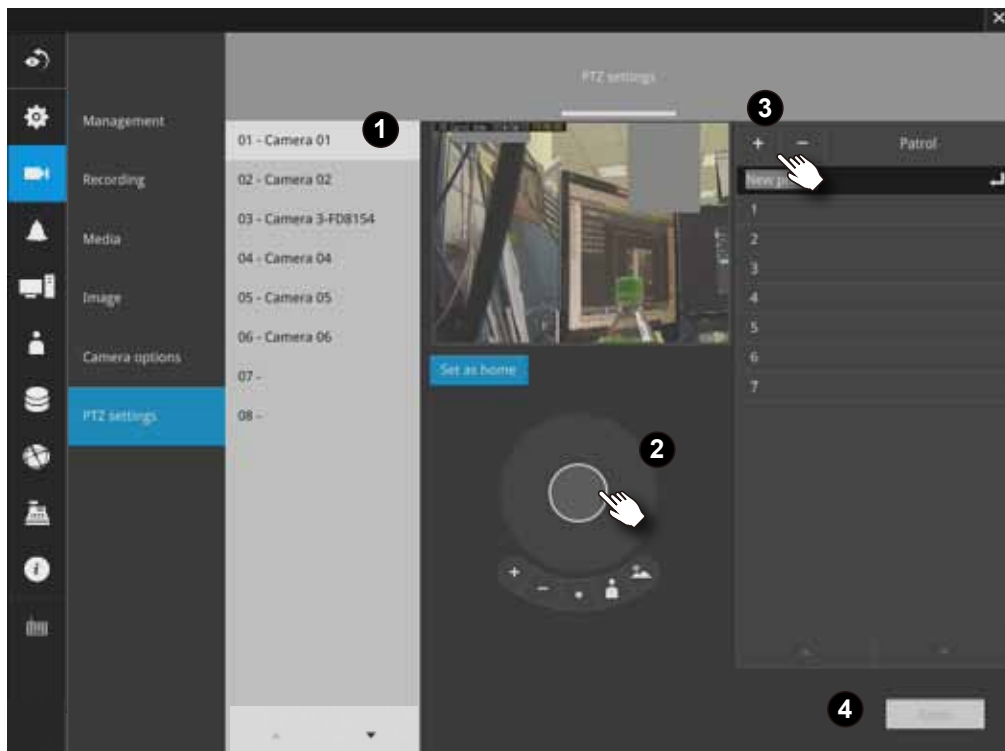 PTZ settings
3
1
+ - Patrol
Management
01 - Camera 01
Recording
02 - Camera 02
1
03 - Camera 3-FD8154
2
Media
04 - Camera 04
3
Image
05 - Camera 05
4
06 - Camera 06
5
Camera options
6
07 -
Set as home
7
PTZ settings
08 -
2
4